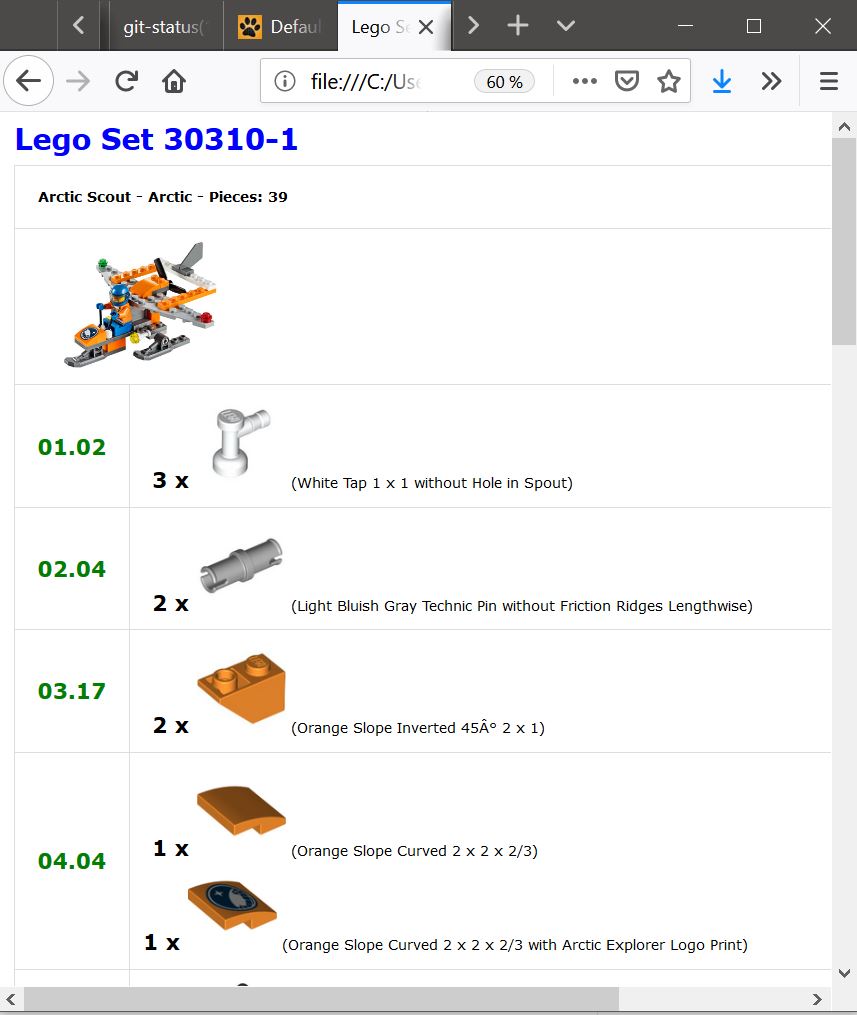 git-status(
Defaul
Lego Se
file:///C:/Use
60 %
Lego Set 30310-1
Arctic Scout - Arctic - Pieces: 39
01.02
3 x (White Tap 1 x 1 without Hole in Spout)
02.04
2 x (Light Bluish Gray Technic Pin without Friction Ridges Lengthwise)
03.17
2 x (Orange Slope Inverted 45Â° 2 x 1)
04.04
1 x (Orange Slope Curved 2 x 2 x 2/3)
1 x (Orange Slope Curved 2 x 2 x 2/3 with Arctic Explorer Logo Print)